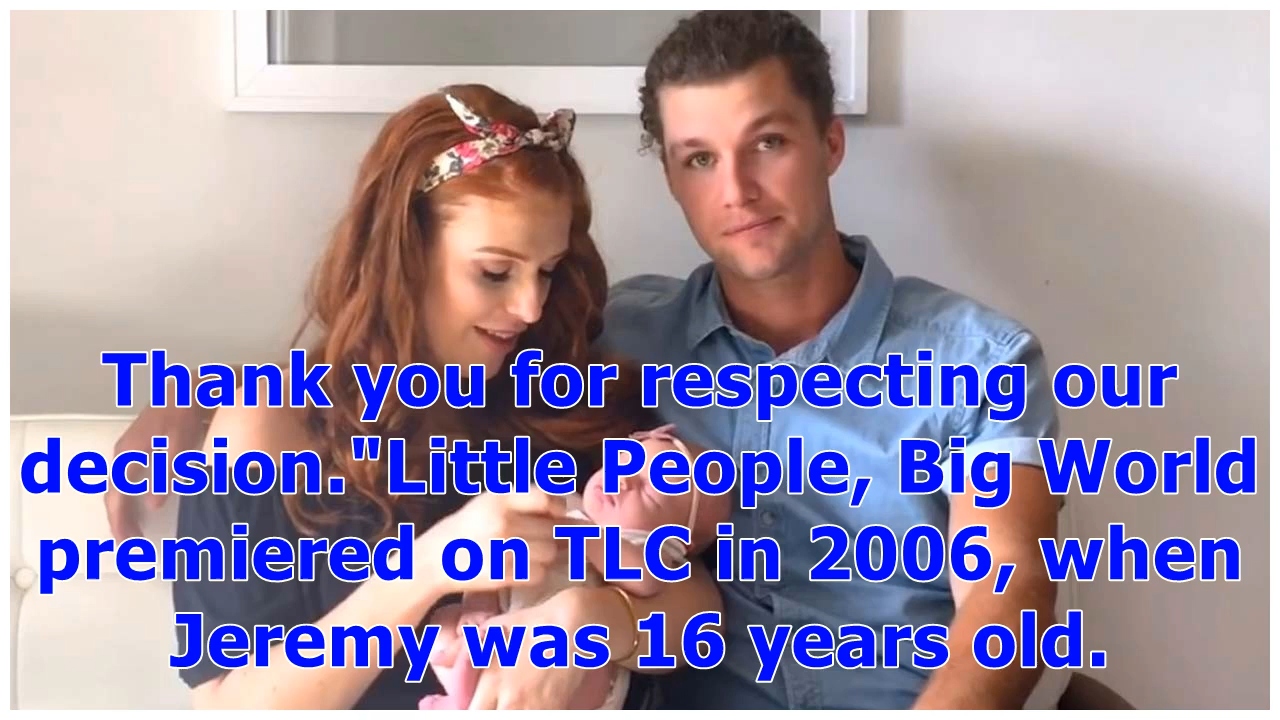 Thank you for respecting our
decision."Little People, Big World
premiered on TLC in 2006, when
Jeremy was 16 years old.